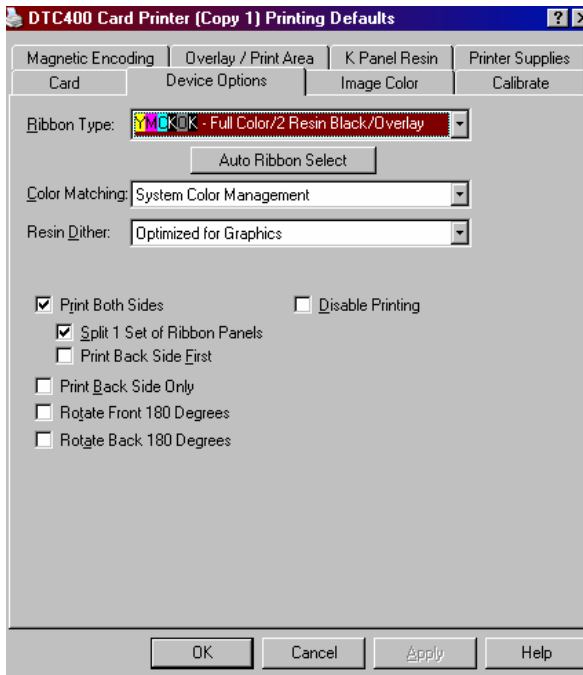 DTC400 Card Printer (Copy 1) Printing Defaults
Magnetic Encoding Overlay / Print Area K Panel Resin Printer Supplies
Card Device Options Image Color Calibrate
Ribbon Type: YMCKOK - Full Color/2 Resin Black/Overlay
Auto Ribbon Select
Color Matching: System Color Management
Resin Dither: Optimized for Graphics
Print Both Sides Disable Printing
Split 1 Set of Ribbon Panels
Print Back Side First
Print Back Side Only
Rotate Front 180 Degrees
Rotate Back 180 Degrees
OK Cancel Apply Help